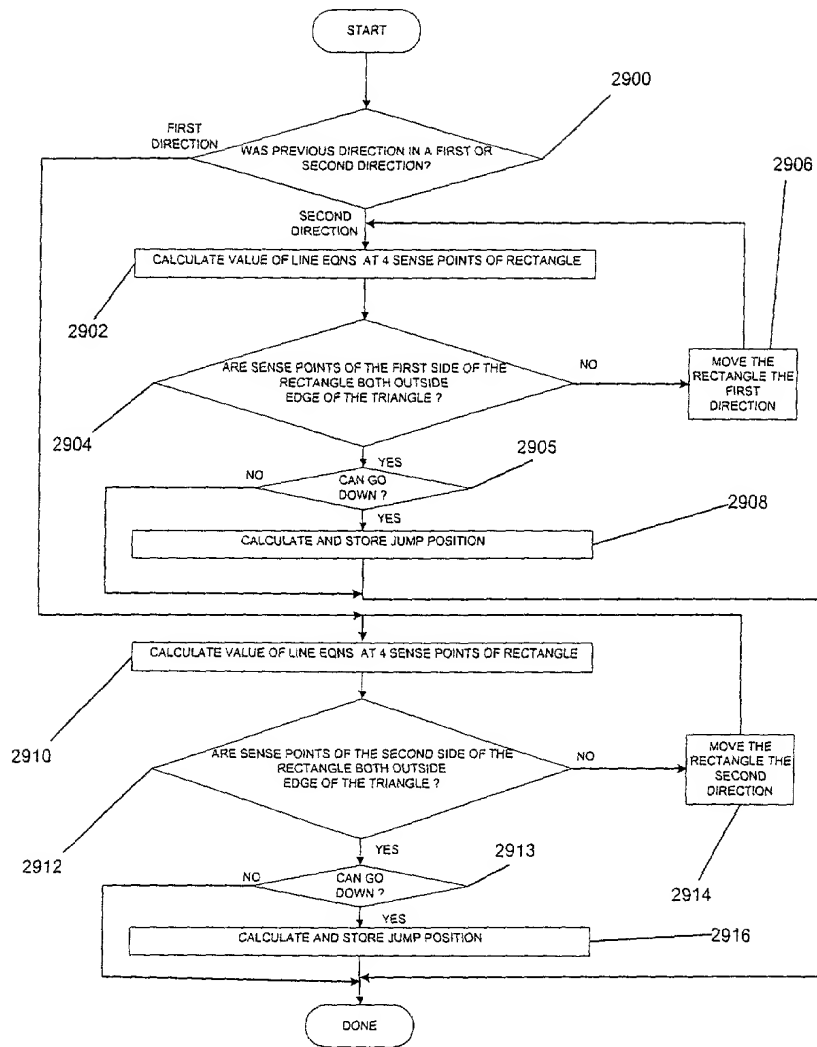 START
2900
FIRST
DIRECTION
WAS PREVIOUS DIRECTION IN A FIRST OR
SECOND DIRECTION?
2906
SECOND
DIRECTION
CALCULATE VALUE OF LINE EQNS AT 4 SENSE POINTS OF RECTANGLE
2902
ARE SENSE POINTS OF THE FIRST SIDE OF THE
RECTANGLE BOTH OUTSIDE
EDGE OF THE TRIANGLE ?
NO
MOVE THE
RECTANGLE THE
FIRST
DIRECTION
2904
YES
2905
NO
CAN GO
DOWN ?
YES
2908
CALCULATE AND STORE JUMP POSITION
CALCULATE VALUE OF LINE EQNS AT 4 SENSE POINTS OF RECTANGLE
2910
ARE SENSE POINTS OF THE SECOND SIDE OF THE
RECTANGLE BOTH OUTSIDE
EDGE OF THE TRIANGLE ?
NO
MOVE THE
RECTANGLE THE
SECOND
DIRECTION
2912
YES
2913
2914
NO
CAN GO
DOWN ?
YES
CALCULATE AND STORE JUMP POSITION
2916
DONE